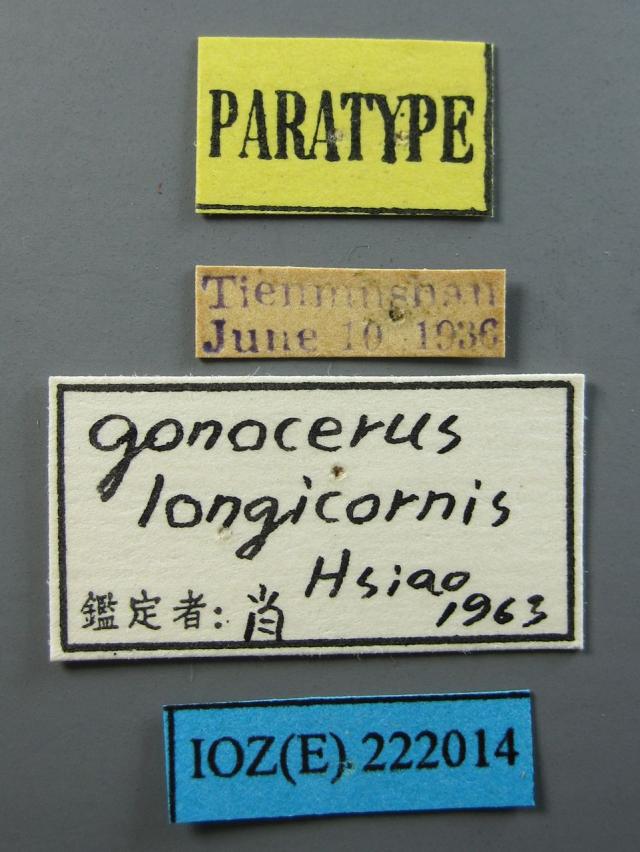 PARATYPE
Tienmushan
June 10 1936
gonocerus
longicornis
Hsiao
鑑定者: 肖 1963
IOZ(E) 222014